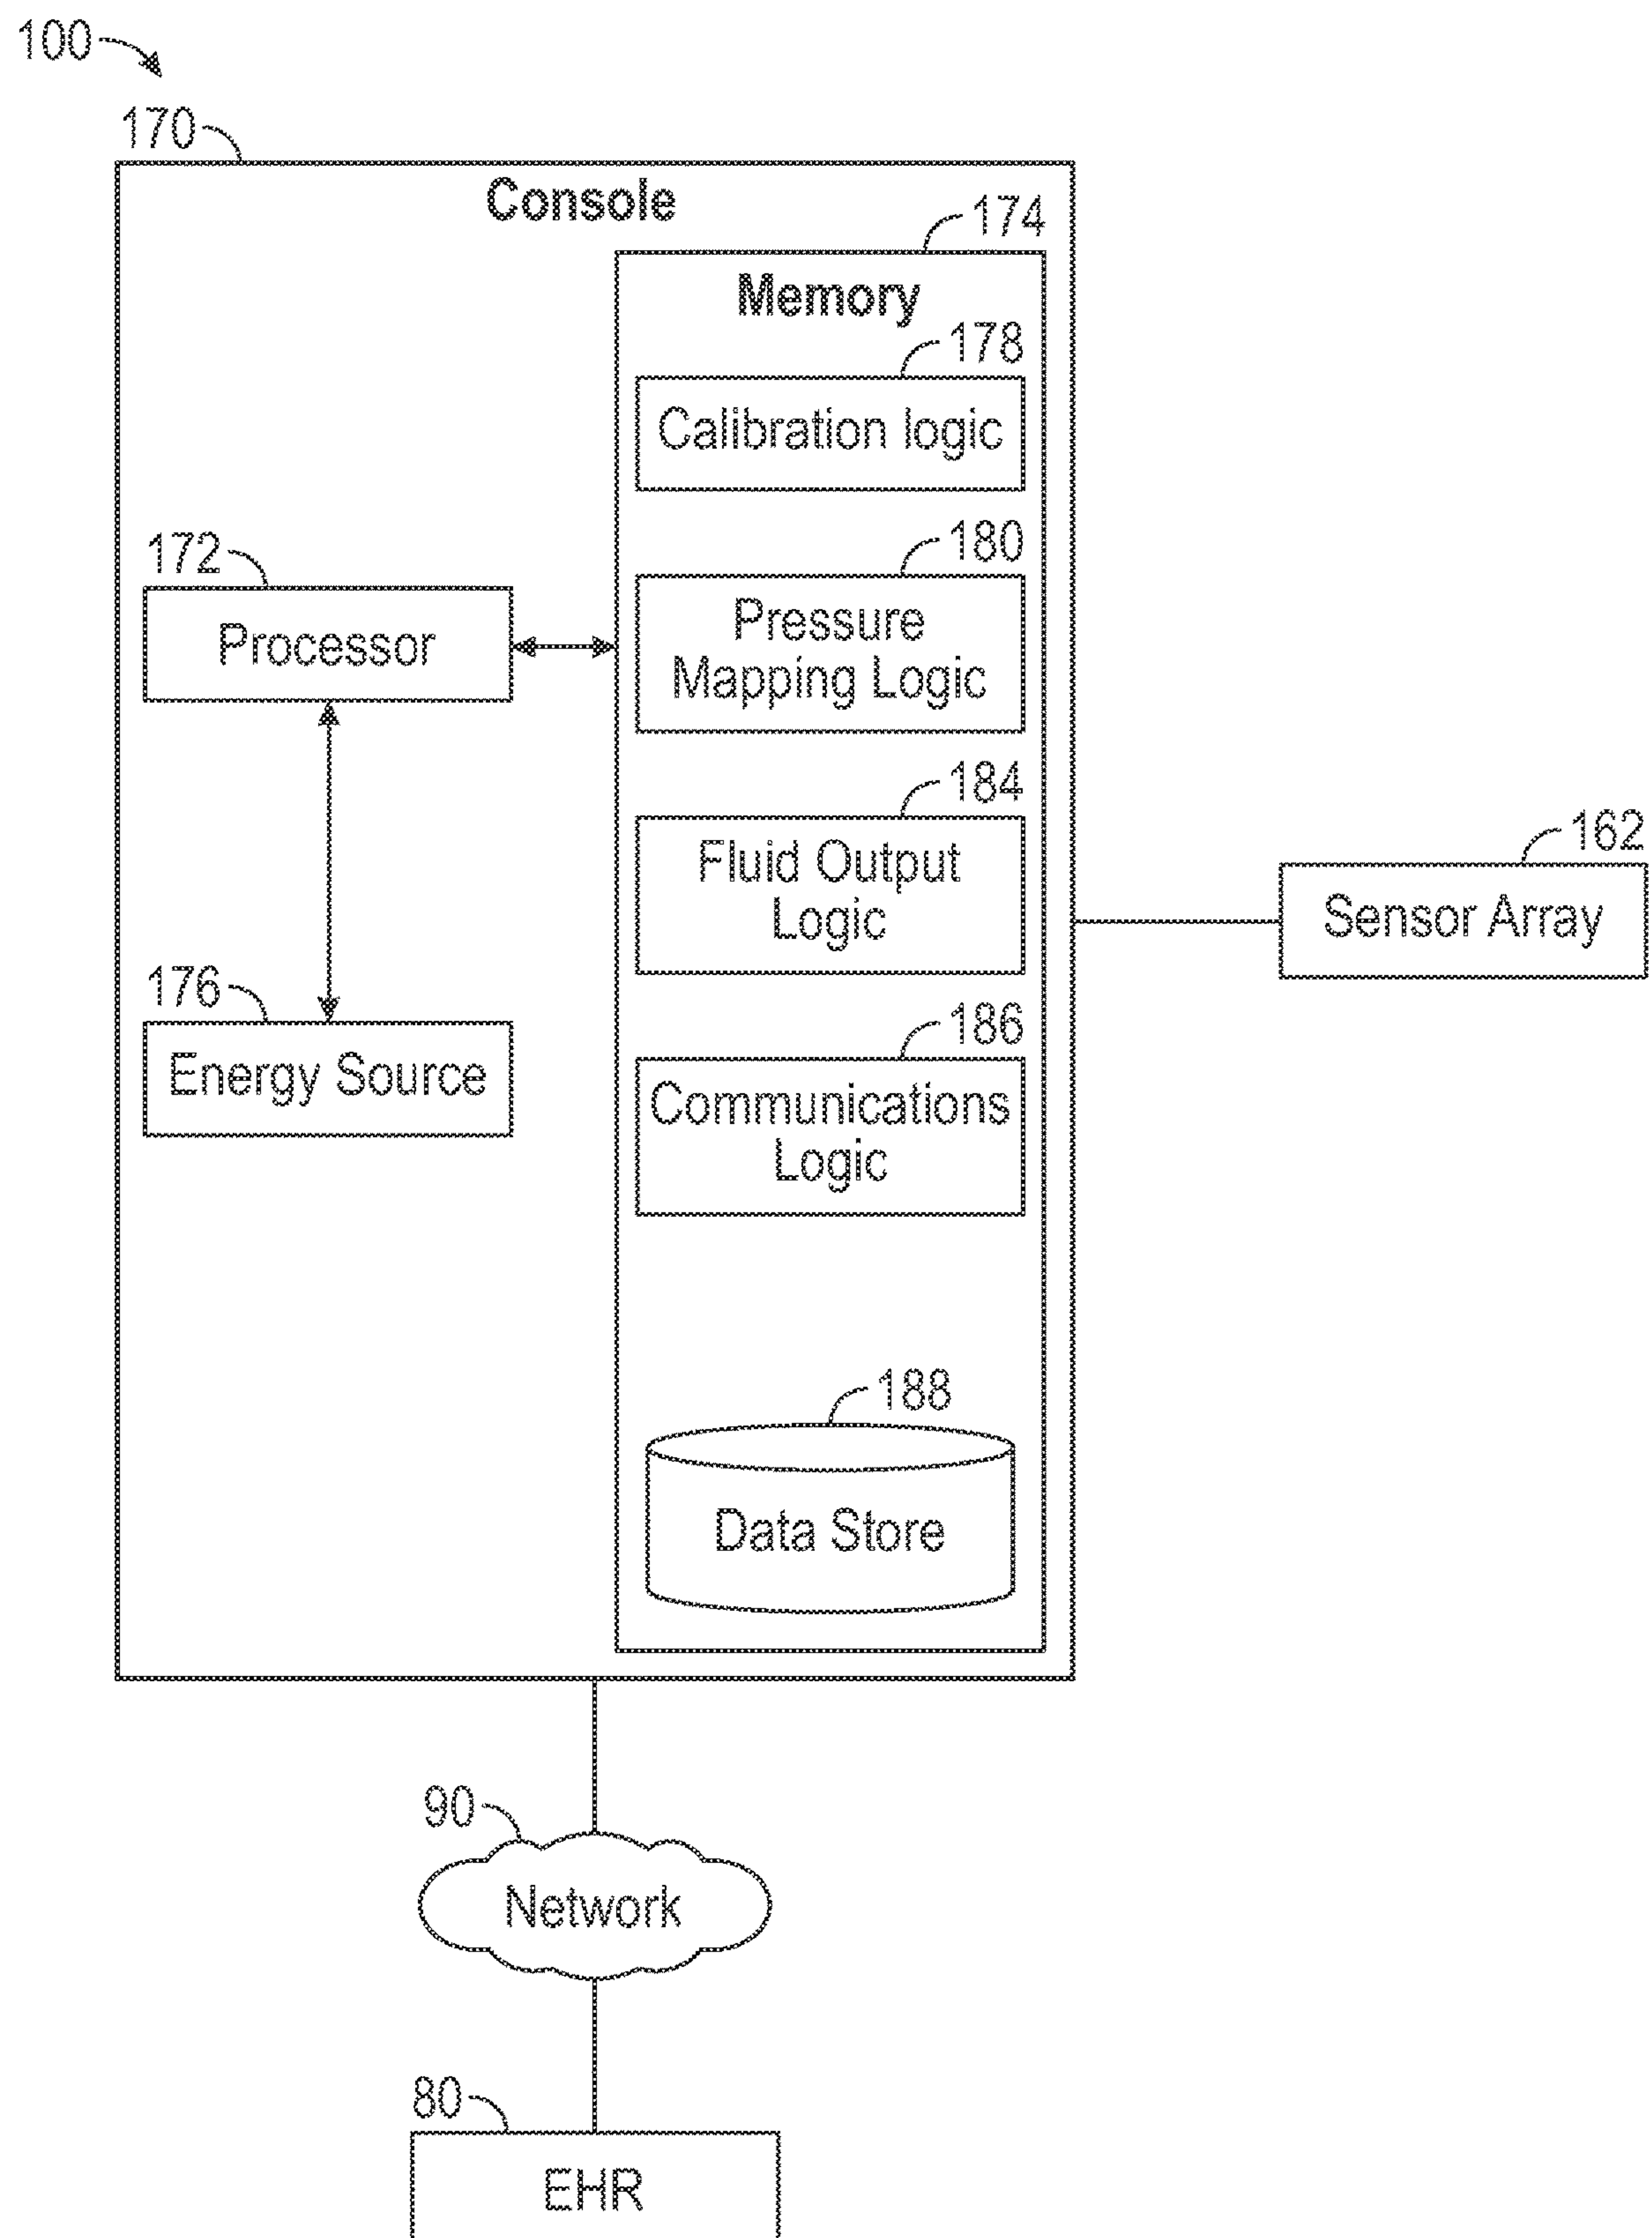 100
170
Console
174
Memory
178
Calibration logic
172
Processor
180
Pressure
Mapping Logic
184
Fluid Output
Logic
162
Sensor Array
176
Energy Source
186
Communications
Logic
188
Data Store
90
Network
80
EHR